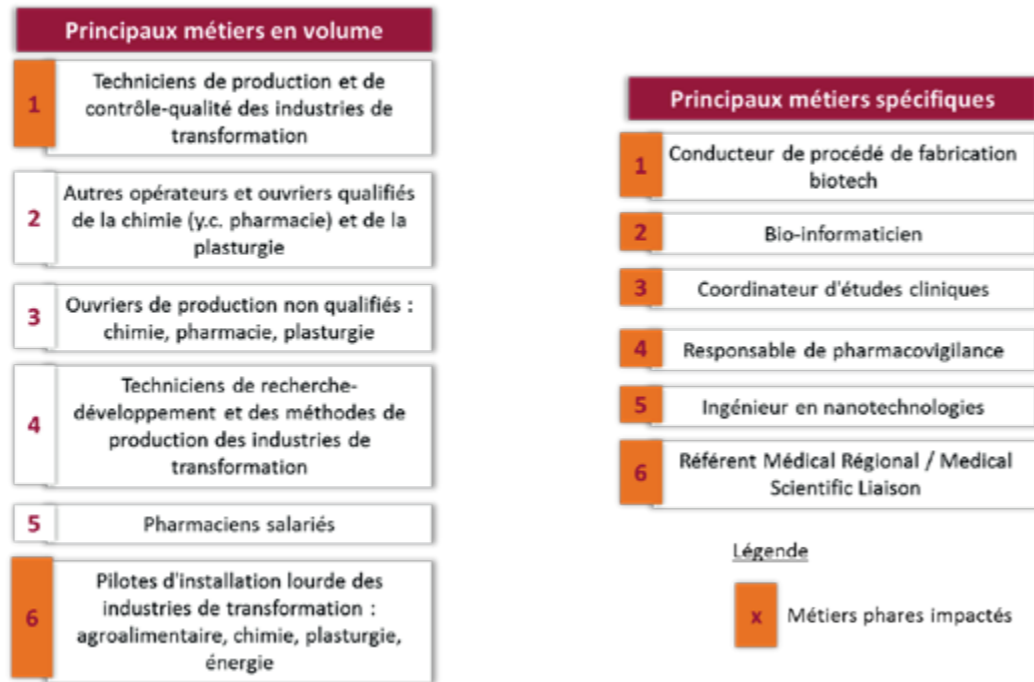 Principaux métiers en volume
1
Techniciens de production et de
contrôle-qualité des industries de
transformation
2
Autres opérateurs et ouvriers qualifiés
de la chimie (y.c. pharmacie) et de la
plasturgie
3
Ouvriers de production non qualifiés :
chimie, pharmacie, plasturgie
4
Techniciens de recherche-
développement et des méthodes de
production des industries de
transformation
5
Pharmaciens salariés
6
Pilotes d'installation lourde des
industries de transformation :
agroalimentaire, chimie, plasturgie,
énergie
Principaux métiers spécifiques
1
Conducteur de procédé de fabrication
biotech
2
Bio-informaticien
3
Coordinateur d'études cliniques
4
Responsable de pharmacovigilance
5
Ingénieur en nanotechnologies
6
Référent Médical Régional / Medical
Scientific Liaison
Légende
x
Métiers phares impactés